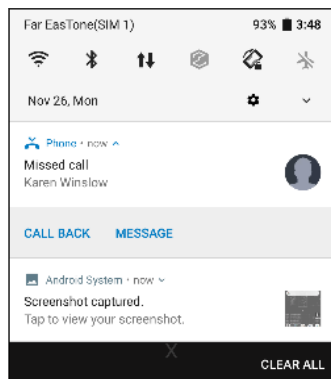 Far EasTone(SIM 1) 93% 3:48
Nov 26, Mon
Phone • now
Missed call
Karen Winslow
CALL BACK MESSAGE
Android System • now
Screenshot captured.
Tap to view your screenshot.
X
CLEAR ALL